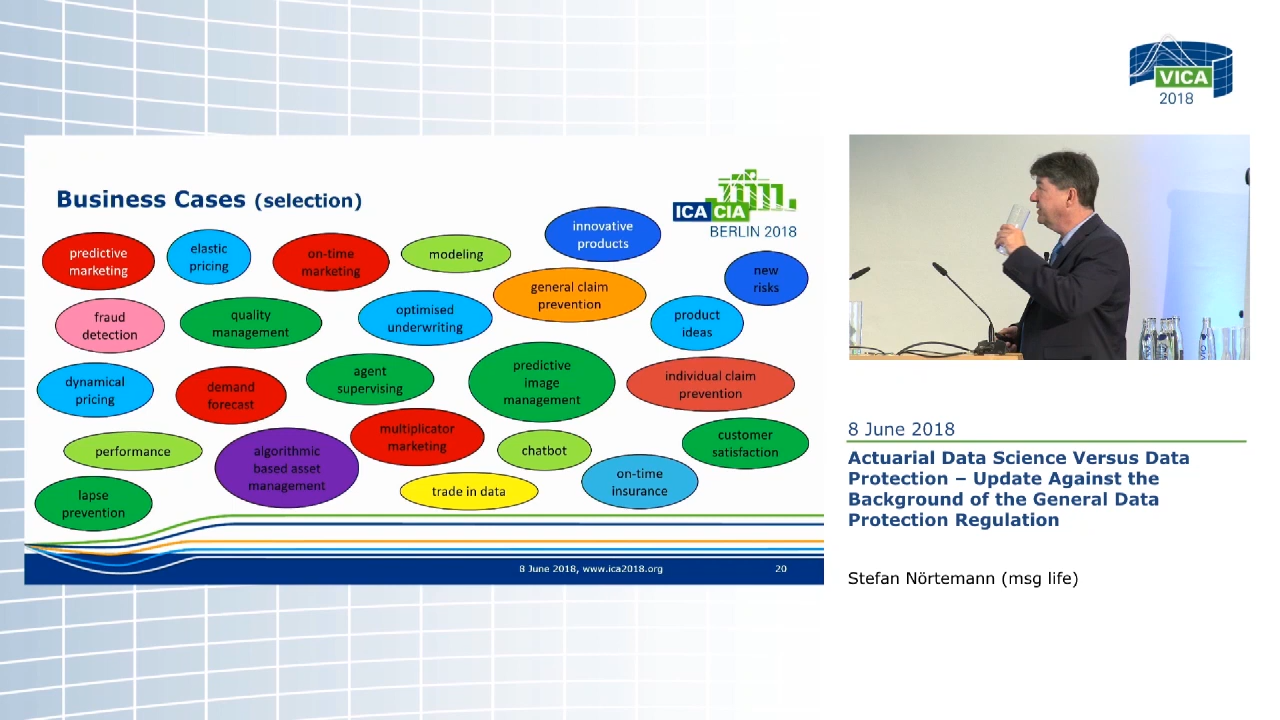 VICA
2018
Business Cases (selection)
ICA CIA
BERLIN 2018
predictive
marketing
elastic
pricing
on-time
marketing
modeling
innovative
products
new
risks
fraud
detection
quality
management
optimised
underwriting
general claim
prevention
product
ideas
dynamical
pricing
demand
forecast
agent
supervising
predictive
image
management
individual claim
prevention
performance
algorithmic
based asset
management
multiplicator
marketing
chatbot
customer
satisfaction
lapse
prevention
trade in data
on-time
insurance
8 June 2018, www.ica2018.org
20
8 June 2018
Actuarial Data Science Versus Data
Protection – Update Against the
Background of the General Data
Protection Regulation
Stefan Nörtemann (msg life)